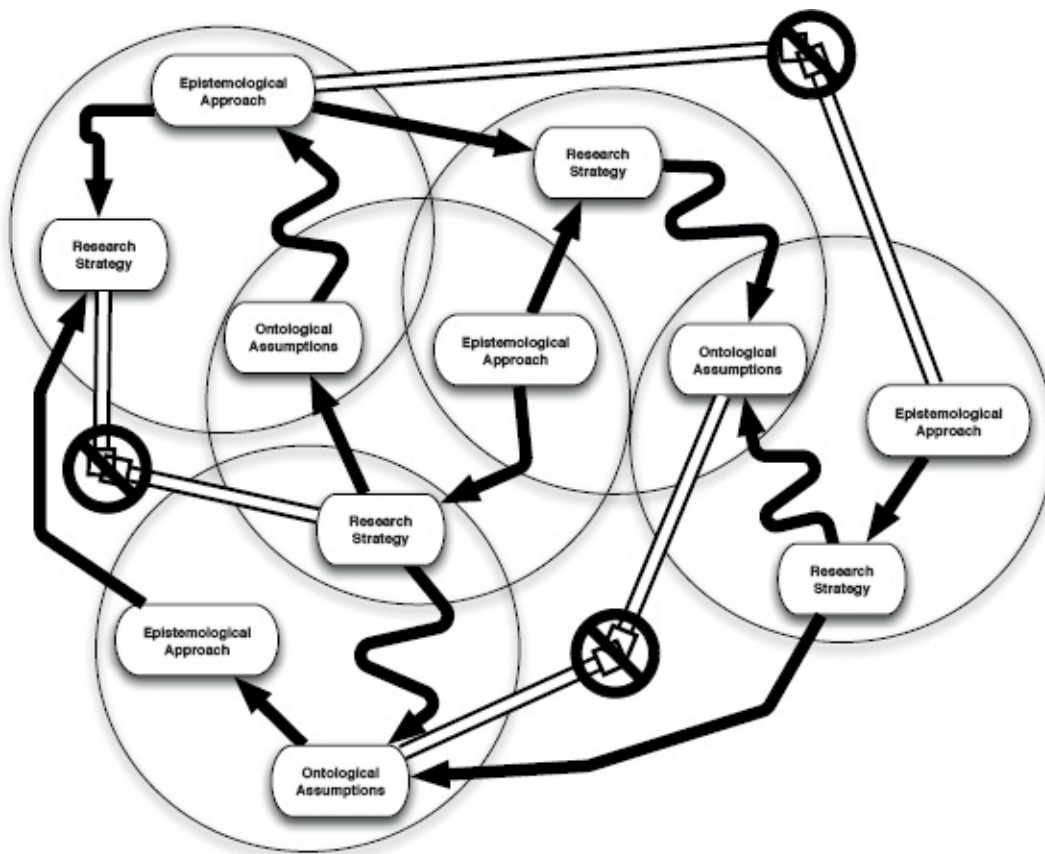 Epistemological
Approach
Research
Strategy
Research
Strategy
Ontological
Assumptions
Epistemological
Approach
Ontological
Assumptions
Epistemological
Approach
Research
Strategy
Research
Strategy
Epistemological
Approach
Ontological
Assumptions